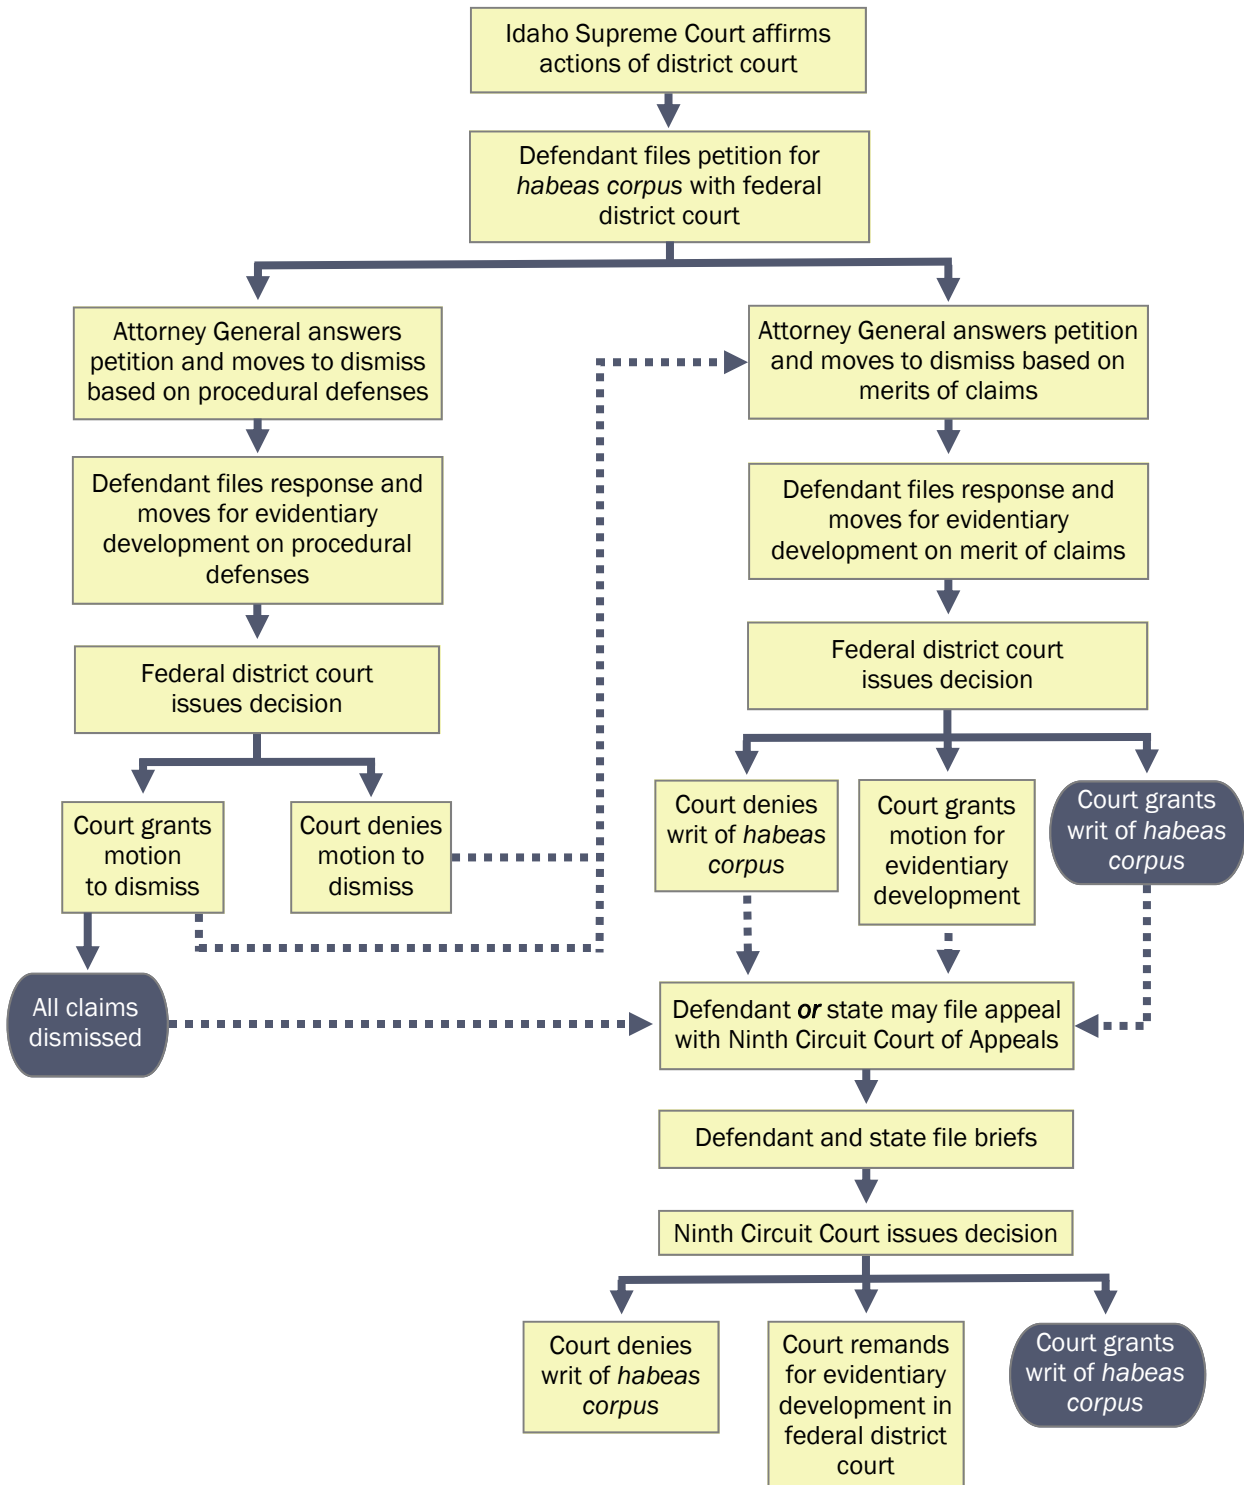 Idaho Supreme Court affirms
actions of district court
Defendant files petition for
habeas corpus with federal
district court
Attorney General answers
petition and moves to dismiss
based on procedural defenses
Attorney General answers petition
and moves to dismiss based on
merits of claims
Defendant files response and
moves for evidentiary
development on procedural
defenses
Defendant files response and
moves for evidentiary
development on merit of claims
Federal district court
issues decision
Federal district court
issues decision
Court grants
motion
to dismiss
Court denies
motion to
dismiss
Court denies
writ of habeas
corpus
Court grants
motion for
evidentiary
development
Court grants
writ of habeas
corpus
All claims
dismissed
Defendant or state may file appeal
with Ninth Circuit Court of Appeals
Defendant and state file briefs
Ninth Circuit Court issues decision
Court denies
writ of habeas
corpus
Court remands
for evidentiary
development in
federal district
court
Court grants
writ of habeas
corpus